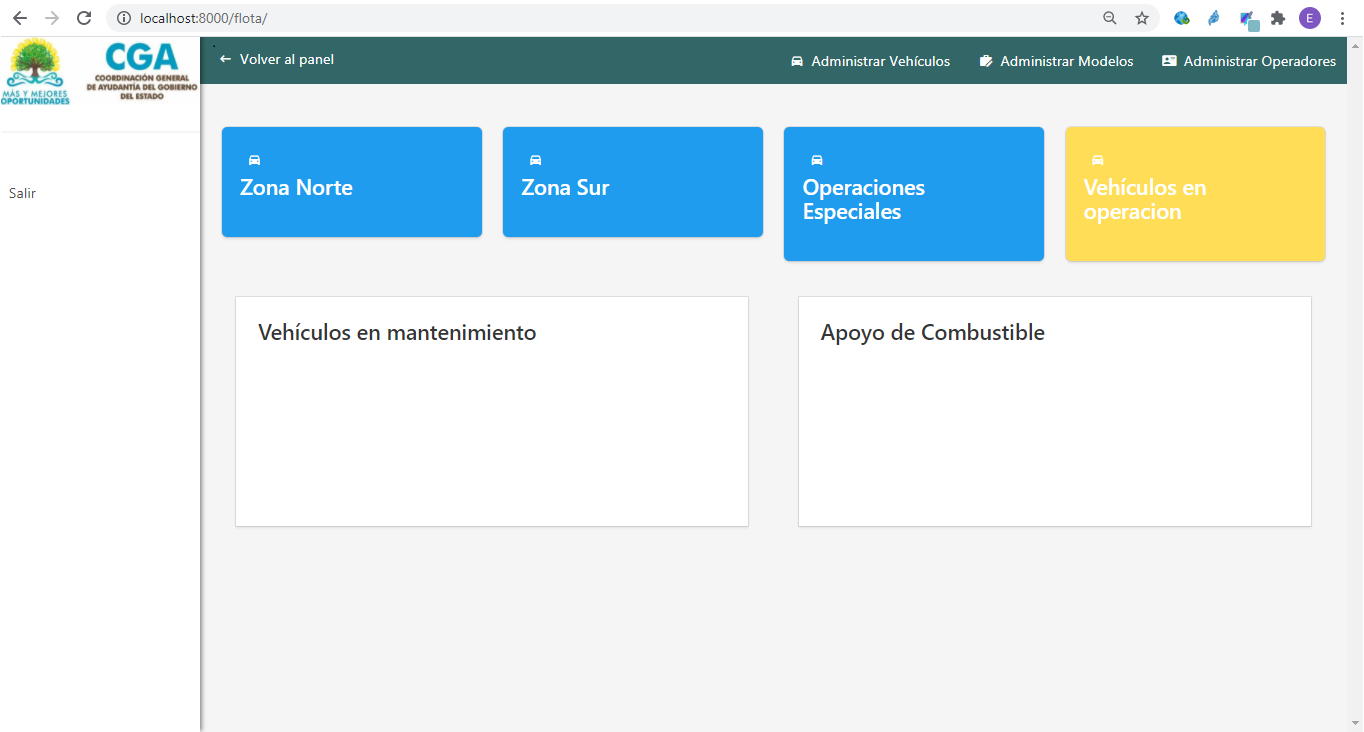 localhost:8000/flota/
E
MÁS Y MEJORES
OPORTUNIDADES
CGA
COORDINACIÓN GENERAL
DE AYUDANTÍA DEL GOBIERNO
DEL ESTADO
Volver al panel
Administrar Vehículos
Administrar Modelos
Administrar Operadores
Salir
Zona Norte
Zona Sur
Operaciones
Especiales
Vehículos en
operacion
Vehículos en mantenimiento
Apoyo de Combustible